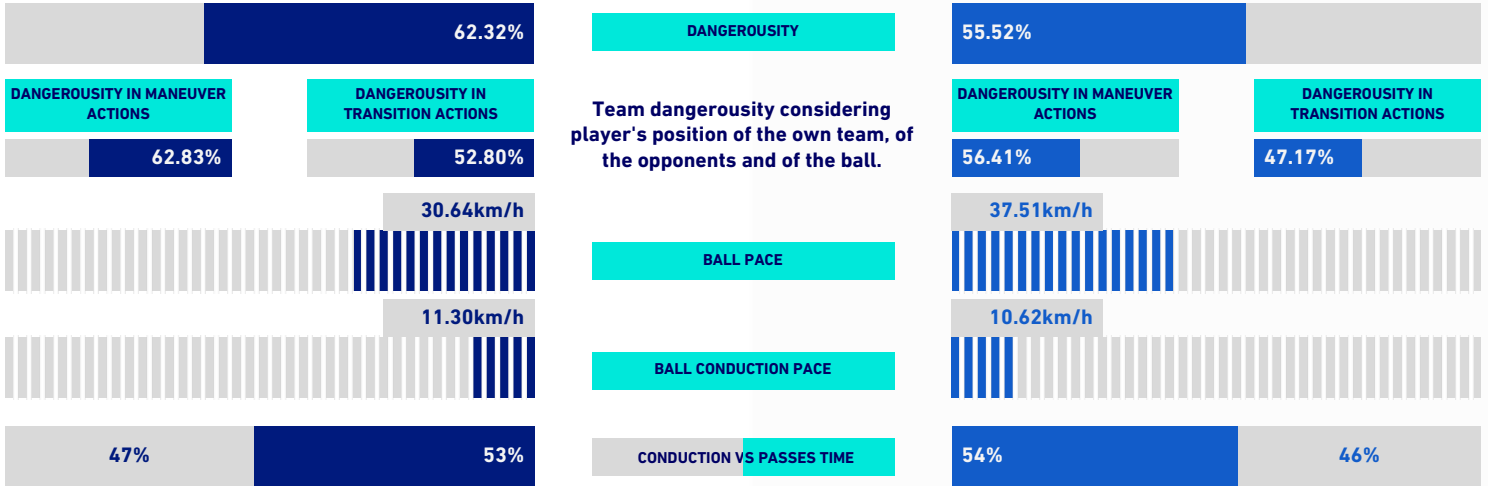 62.32%
DANGEROUSITY
55.52%
DANGEROUSITY IN MANEUVER
ACTIONS
62.83%
DANGEROUSITY IN
TRANSITION ACTIONS
52.80%
Team dangerousity considering
player's position of the own team, of
the opponents and of the ball.
DANGEROUSITY IN MANEUVER
ACTIONS
56.41%
DANGEROUSITY IN
TRANSITION ACTIONS
47.17%
30.64km/h
BALL PACE
37.51km/h
11.30km/h
BALL CONDUCTION PACE
10.62km/h
47%
53%
CONDUCTION VS PASSES TIME
54%
46%